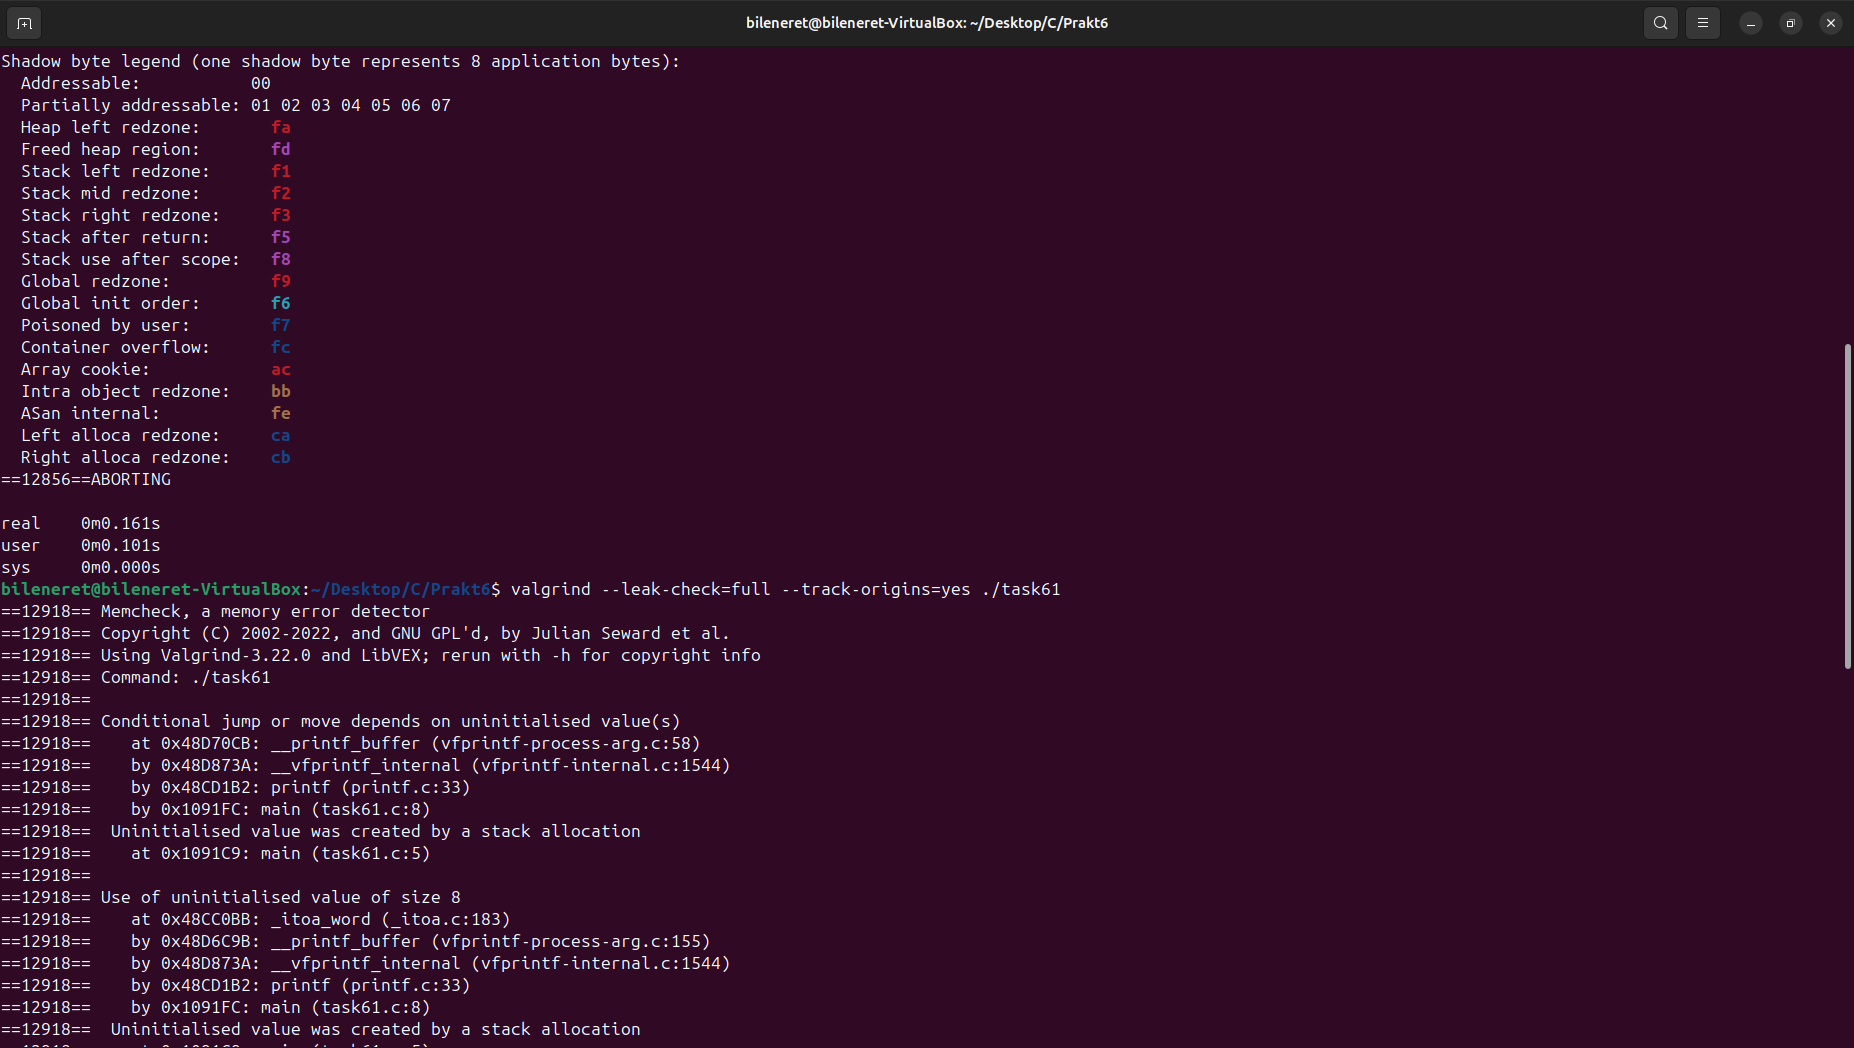 bileneret@bileneret-VirtualBox: ~/Desktop/C/Prakt6
Shadow byte legend (one shadow byte represents 8 application bytes):
  Addressable:           00
  Partially addressable: 01 02 03 04 05 06 07
  Heap left redzone:       fa
  Freed heap region:       fd
  Stack left redzone:      f1
  Stack mid redzone:       f2
  Stack right redzone:     f3
  Stack after return:      f5
  Stack use after scope:   f8
  Global redzone:          f9
  Global init order:       f6
  Poisoned by user:        f7
  Container overflow:      fc
  Array cookie:            ac
  Intra object redzone:    bb
  ASan internal:           fe
  Left alloca redzone:     ca
  Right alloca redzone:    cb
==12856==ABORTING
real    0m0.161s
user    0m0.101s
sys     0m0.000s
bileneret@bileneret-VirtualBox:~/Desktop/C/Prakt6$ valgrind --leak-check=full --track-origins=yes ./task61
==12918== Memcheck, a memory error detector
==12918== Copyright (C) 2002-2022, and GNU GPL'd, by Julian Seward et al.
==12918== Using Valgrind-3.22.0 and LibVEX; rerun with -h for copyright info
==12918== Command: ./task61
==12918==
==12918== Conditional jump or move depends on uninitialised value(s)
==12918==    at 0x48D70CB: __printf_buffer (vfprintf-process-arg.c:58)
==12918==    by 0x48D873A: __vfprintf_internal (vfprintf-internal.c:1544)
==12918==    by 0x48CD1B2: printf (printf.c:33)
==12918==    by 0x1091FC: main (task61.c:8)
==12918==  Uninitialised value was created by a stack allocation
==12918==    at 0x1091C9: main (task61.c:5)
==12918==
==12918== Use of uninitialised value of size 8
==12918==    at 0x48CC0BB: _itoa_word (_itoa.c:183)
==12918==    by 0x48D6C9B: __printf_buffer (vfprintf-process-arg.c:155)
==12918==    by 0x48D873A: __vfprintf_internal (vfprintf-internal.c:1544)
==12918==    by 0x48CD1B2: printf (printf.c:33)
==12918==    by 0x1091FC: main (task61.c:8)
==12918==  Uninitialised value was created by a stack allocation